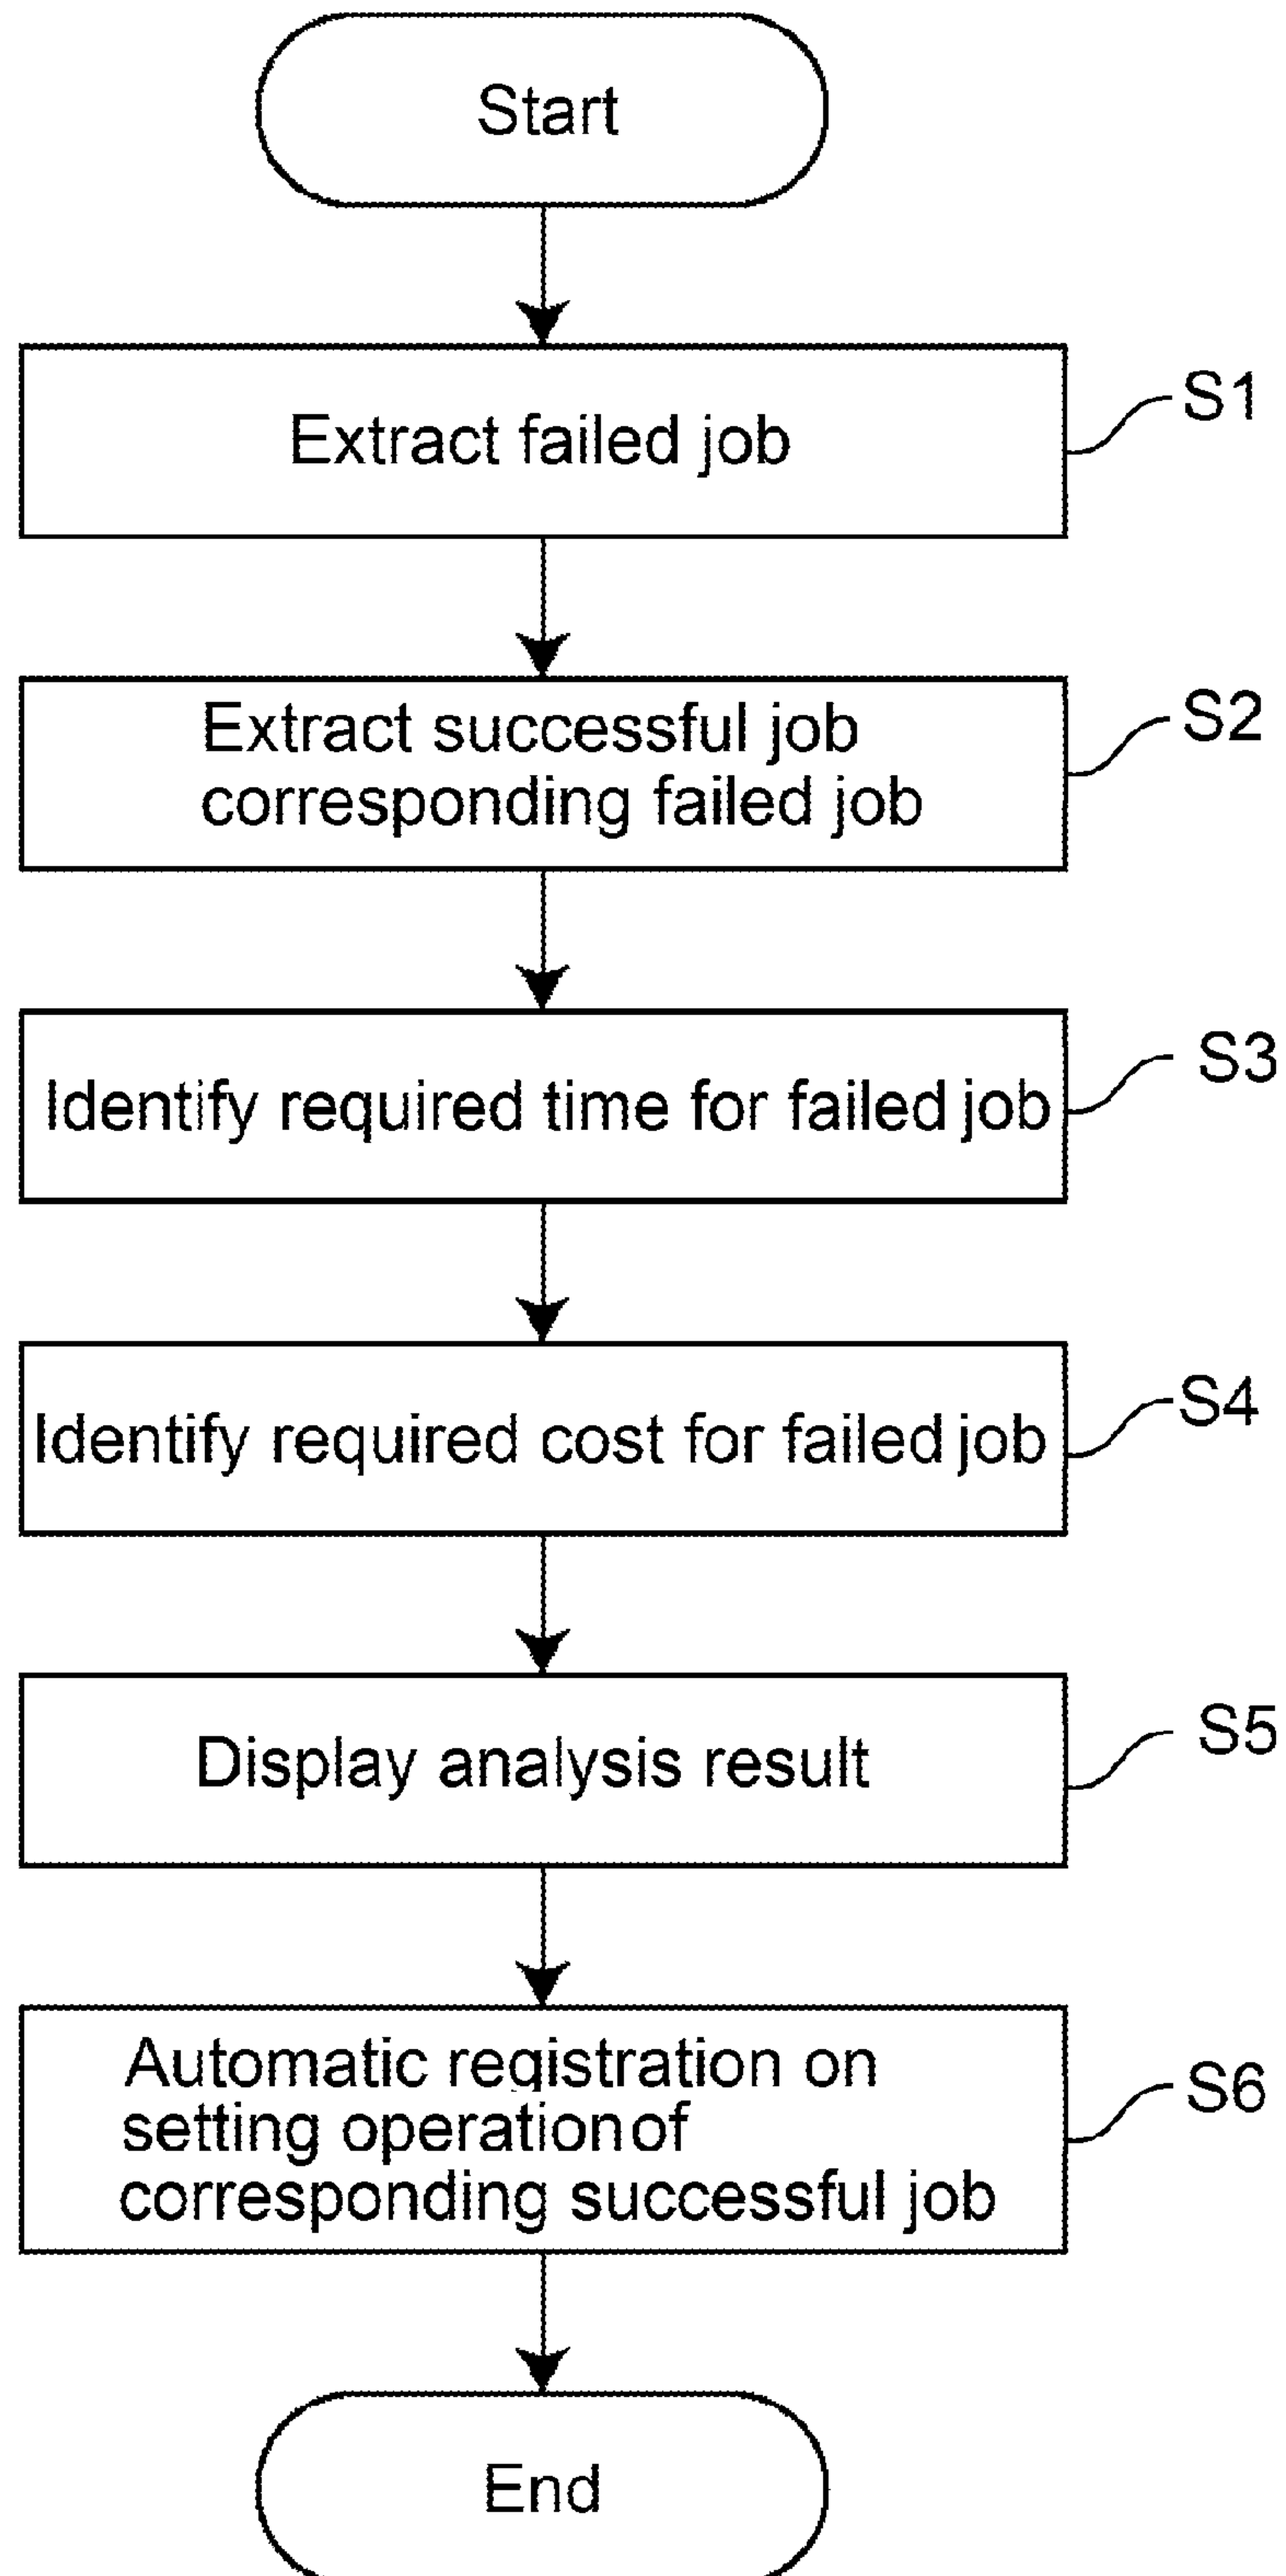 Start
Extract failed job
S1
Extract successful job
corresponding failed job
S2
Identify required time for failed job
S3
Identify required cost for failed job
S4
Display analysis result
S5
Automatic registration on
setting operation of
corresponding successful job
S6
End